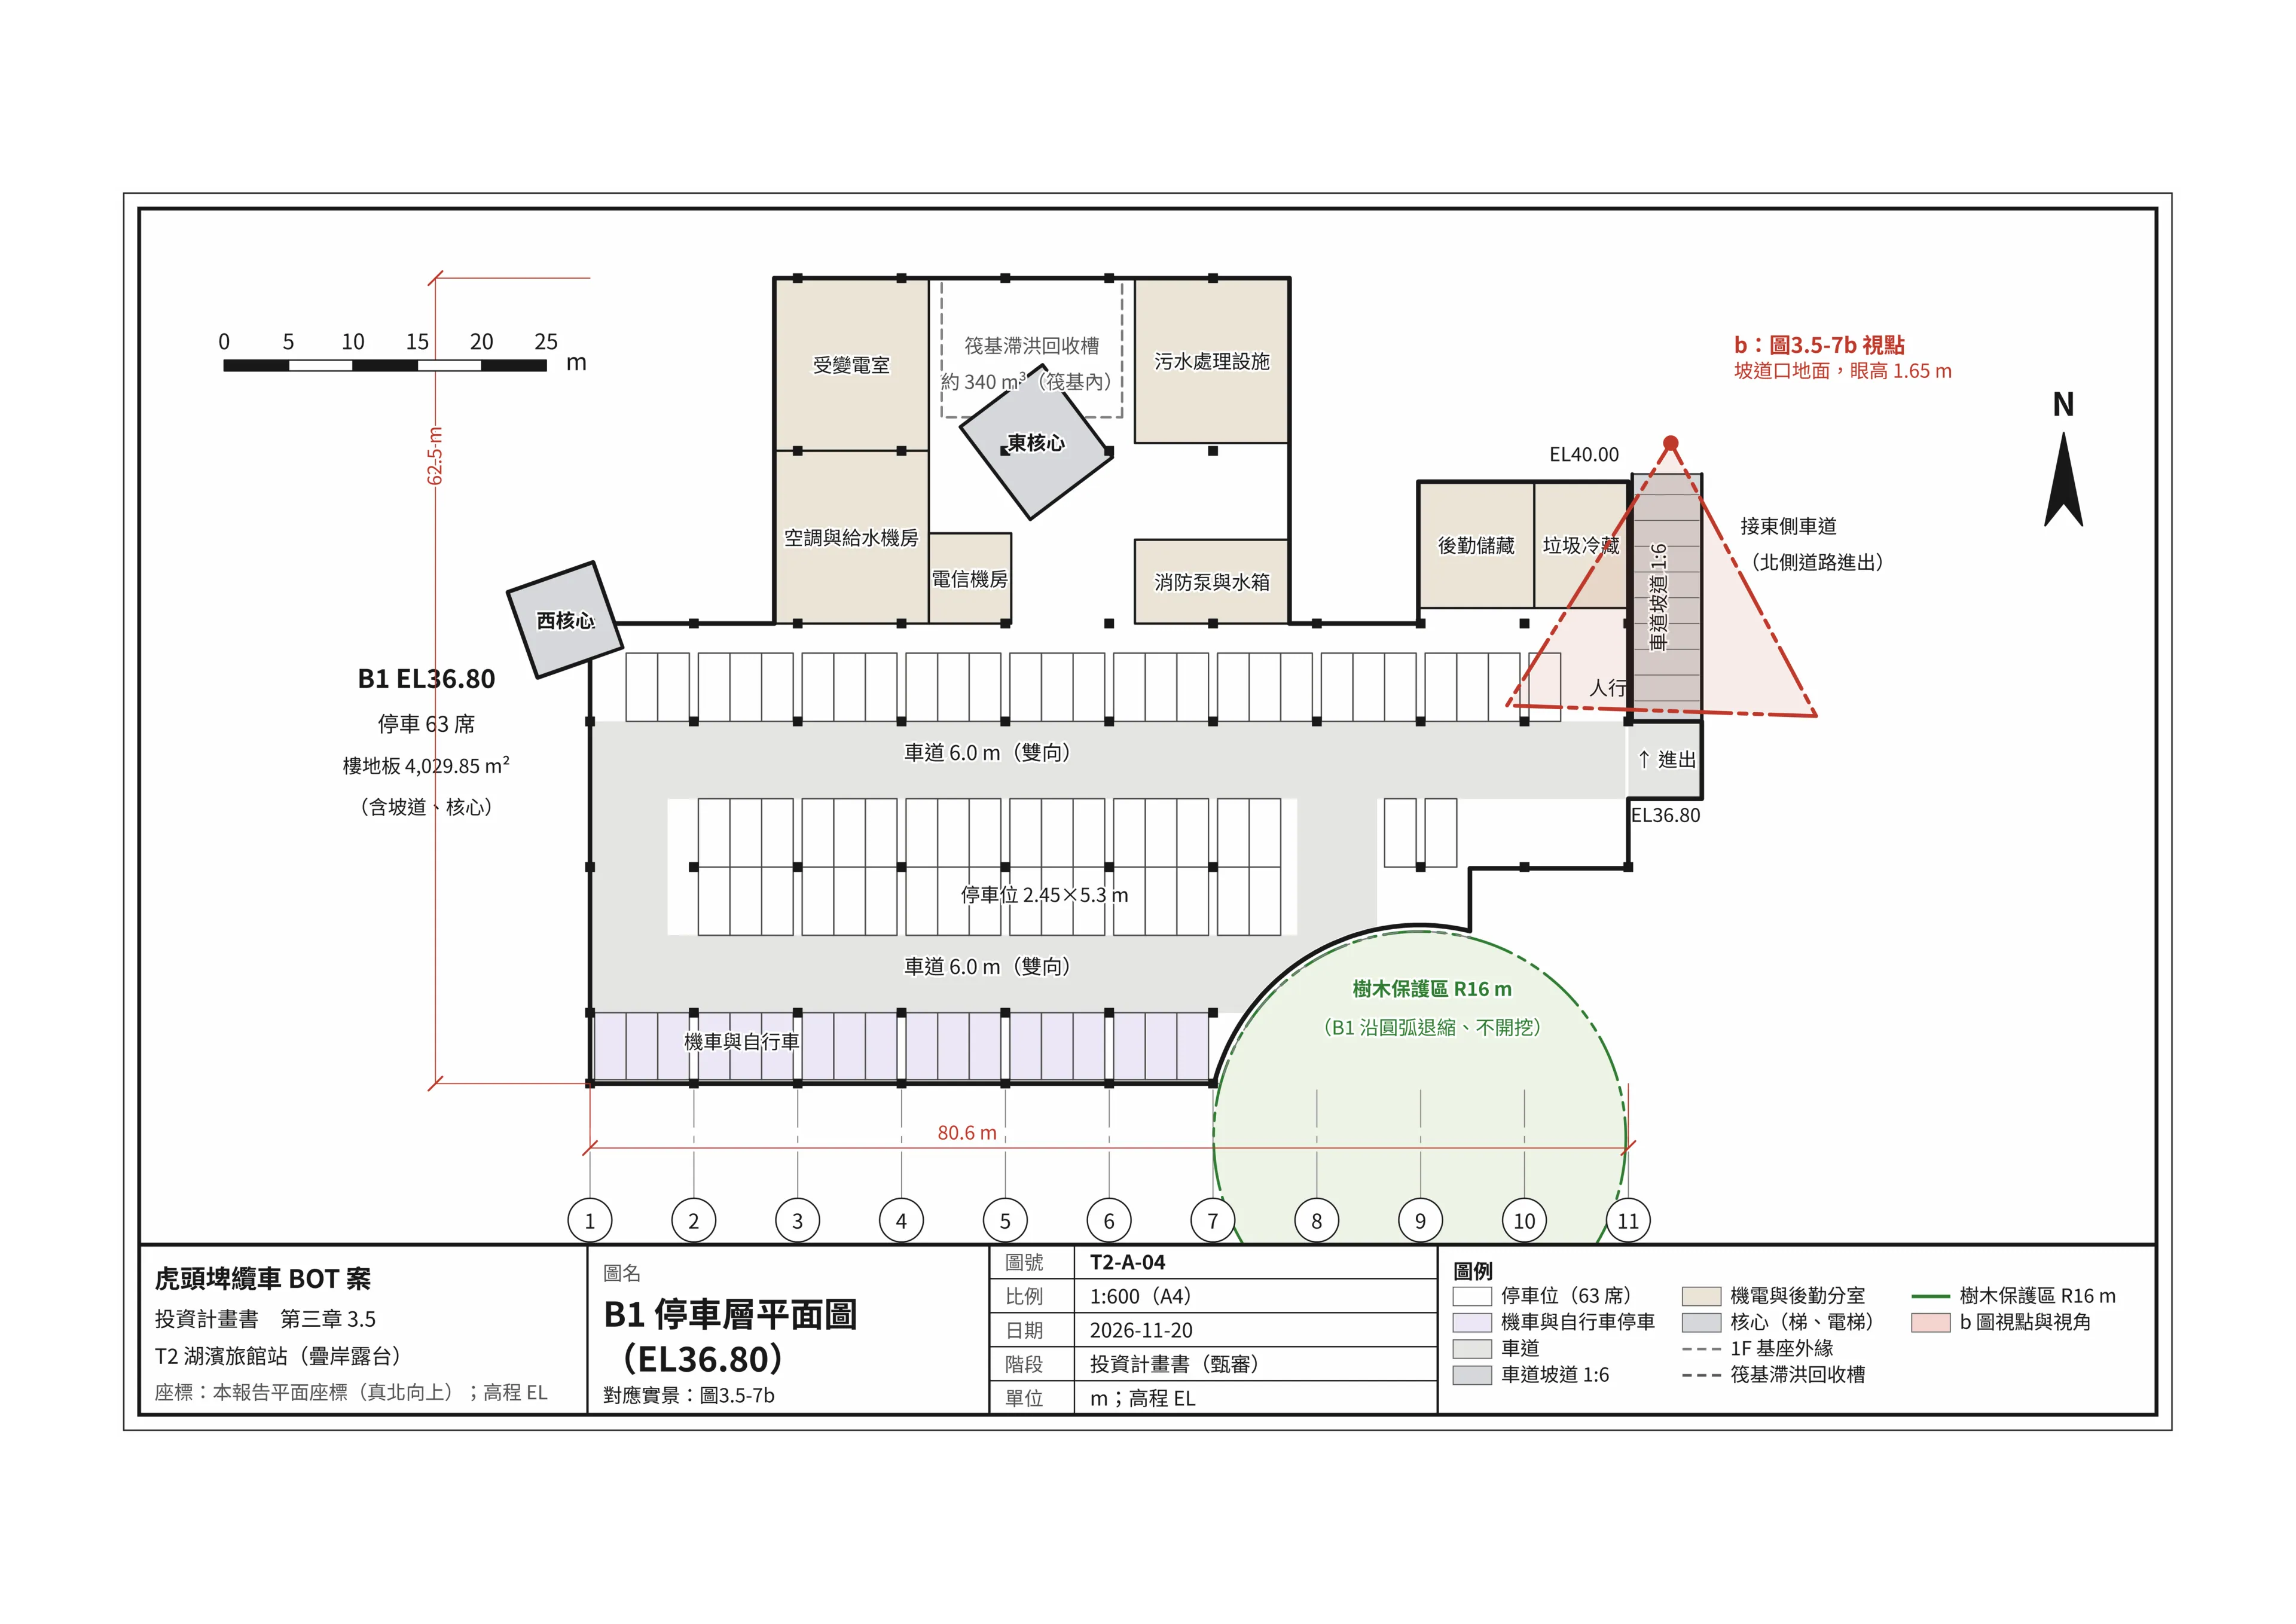 0 5 10 15 20 25 m
62.5 m
受變電室
筏基滯洪回收槽
約 340 m³（筏基內）
污水處理設施
東核心
空調與給水機房
電信機房
消防泵與水箱
西核心
b：圖3.5-7b 視點
坡道口地面，眼高 1.65 m
N
EL40.00
後勤儲藏
垃圾冷藏
車道坡道 1:6
接東側車道
（北側道路進出）
B1 EL36.80
停車 63 席
樓地板 4,029.85 m²
（含坡道、核心）
人行
車道 6.0 m（雙向）
↑ 進出
EL36.80
停車位 2.45×5.3 m
車道 6.0 m（雙向）
樹木保護區 R16 m
（B1 沿圓弧退縮、不開挖）
機車與自行車
80.6 m
1 2 3 4 5 6 7 8 9 10 11
虎頭埤纜車 BOT 案
投資計畫書　第三章 3.5
T2 湖濱旅館站（疊岸露台）
座標：本報告平面座標（真北向上）；高程 EL
圖名
B1 停車層平面圖
（EL36.80）
對應實景：圖3.5-7b
圖號 T2-A-04
比例 1:600（A4）
日期 2026-11-20
階段 投資計畫書（甄審）
單位 m；高程 EL
圖例
停車位（63 席）
機車與自行車停車
車道
車道坡道 1:6
機電與後勤分室
核心（梯、電梯）
1F 基座外緣
筏基滯洪回收槽
樹木保護區 R16 m
b 圖視點與視角